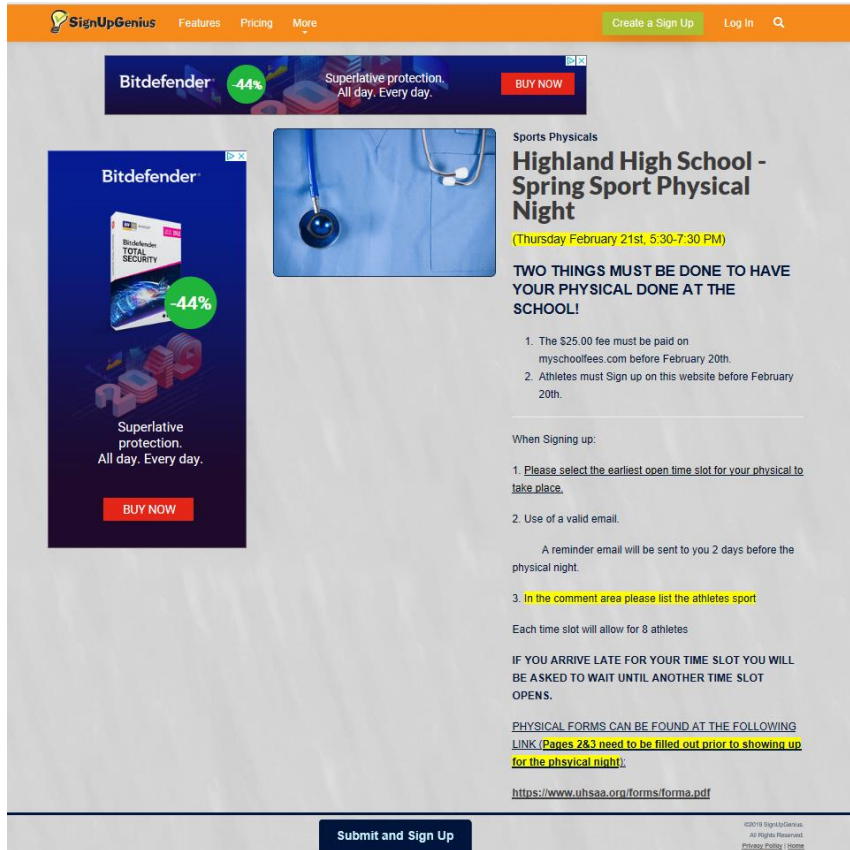 SignUpGenius Features Pricing More Create a Sign Up Log In
Bitdefender -44% Superlative protection. BUY NOW
All day. Every day.
Bitdefender
Bitdefender
TOTAL
SECURITY
-44%
2019
Superlative
protection.
All day. Every day.
BUY NOW
Sports Physicals
Highland High School -
Spring Sport Physical
Night
(Thursday February 21st, 5:30-7:30 PM)
TWO THINGS MUST BE DONE TO HAVE
YOUR PHYSICAL DONE AT THE
SCHOOL!
1. The $25.00 fee must be paid on
myschoolfees.com before February 20th.
2. Athletes must Sign up on this website before February
20th.
When Signing up:
1. Please select the earliest open time slot for your physical to
take place.
2. Use of a valid email.
A reminder email will be sent to you 2 days before the
physical night.
3. In the comment area please list the athletes sport
Each time slot will allow for 8 athletes
IF YOU ARRIVE LATE FOR YOUR TIME SLOT YOU WILL
BE ASKED TO WAIT UNTIL ANOTHER TIME SLOT
OPENS.
PHYSICAL FORMS CAN BE FOUND AT THE FOLLOWING
LINK (Pages 2&3 need to be filled out prior to showing up
for the phsyical night):
https://www.uhsaa.org/forms/forma.pdf
Submit and Sign Up
©2019 SignUpGenius.
All Rights Reserved.
Privacy Policy | Home